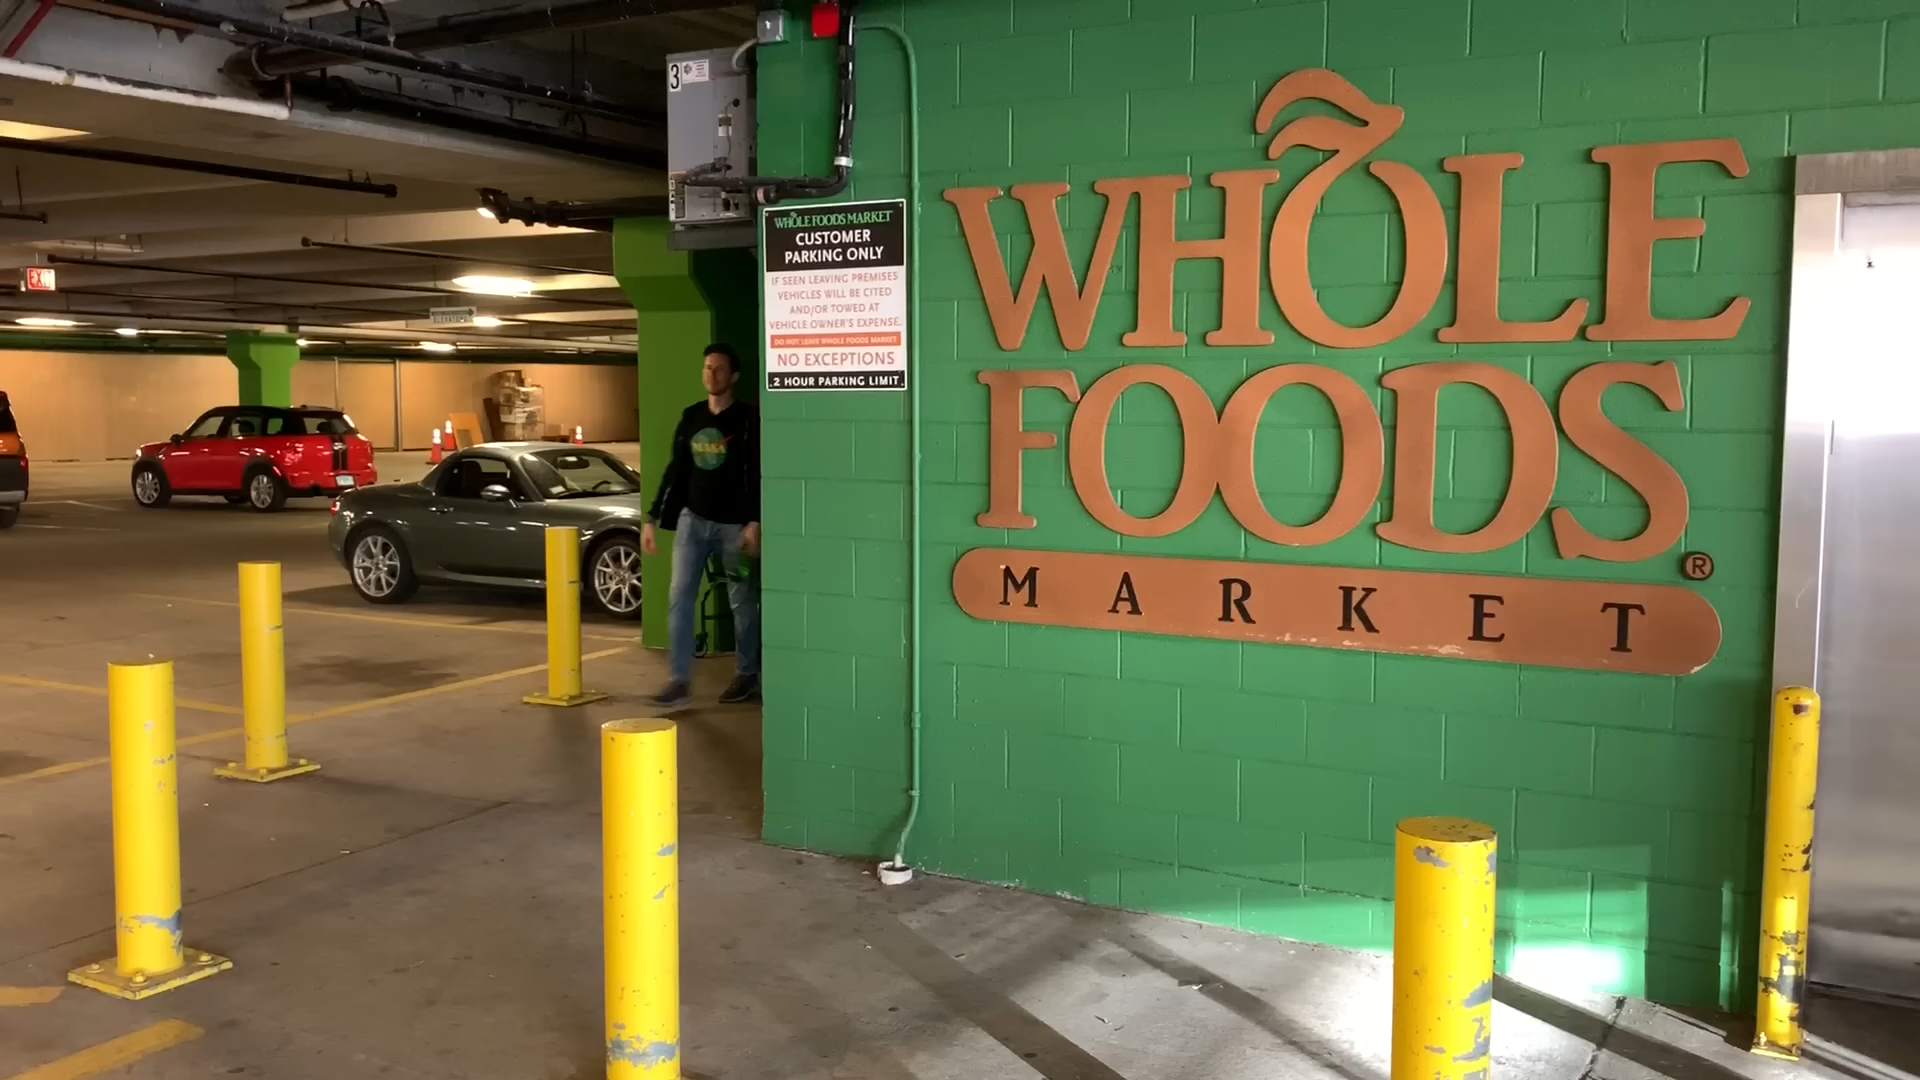 3
EXIT
WHOLE FOODS MARKET
CUSTOMER
PARKING ONLY
IF SEEN LEAVING PREMISES
VEHICLES WILL BE CITED
AND/OR TOWED AT
VEHICLE OWNER'S EXPENSE.
DO NOT LEAVE WHOLE FOODS MARKET
NO EXCEPTIONS
2 HOUR PARKING LIMIT
NASA
WHOLE
FOODS
®
MARKET